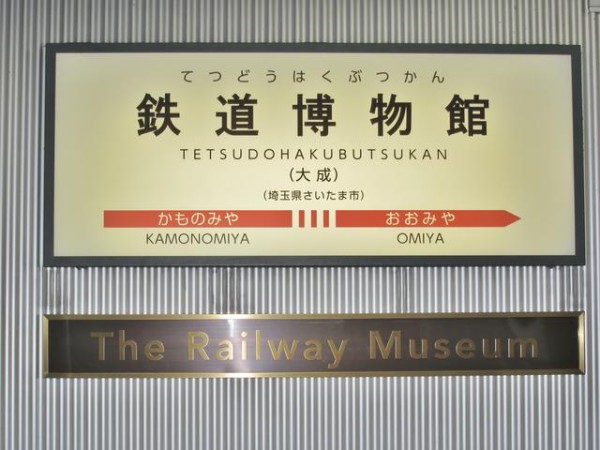 てつどうはくぶつかん
鉄道博物館
TETSUDOHAKUBUTSUKAN
(大成)
(埼玉県さいたま市)
かものみや おおみや
KAMONOMIYA OMIYA
The Railway Museum